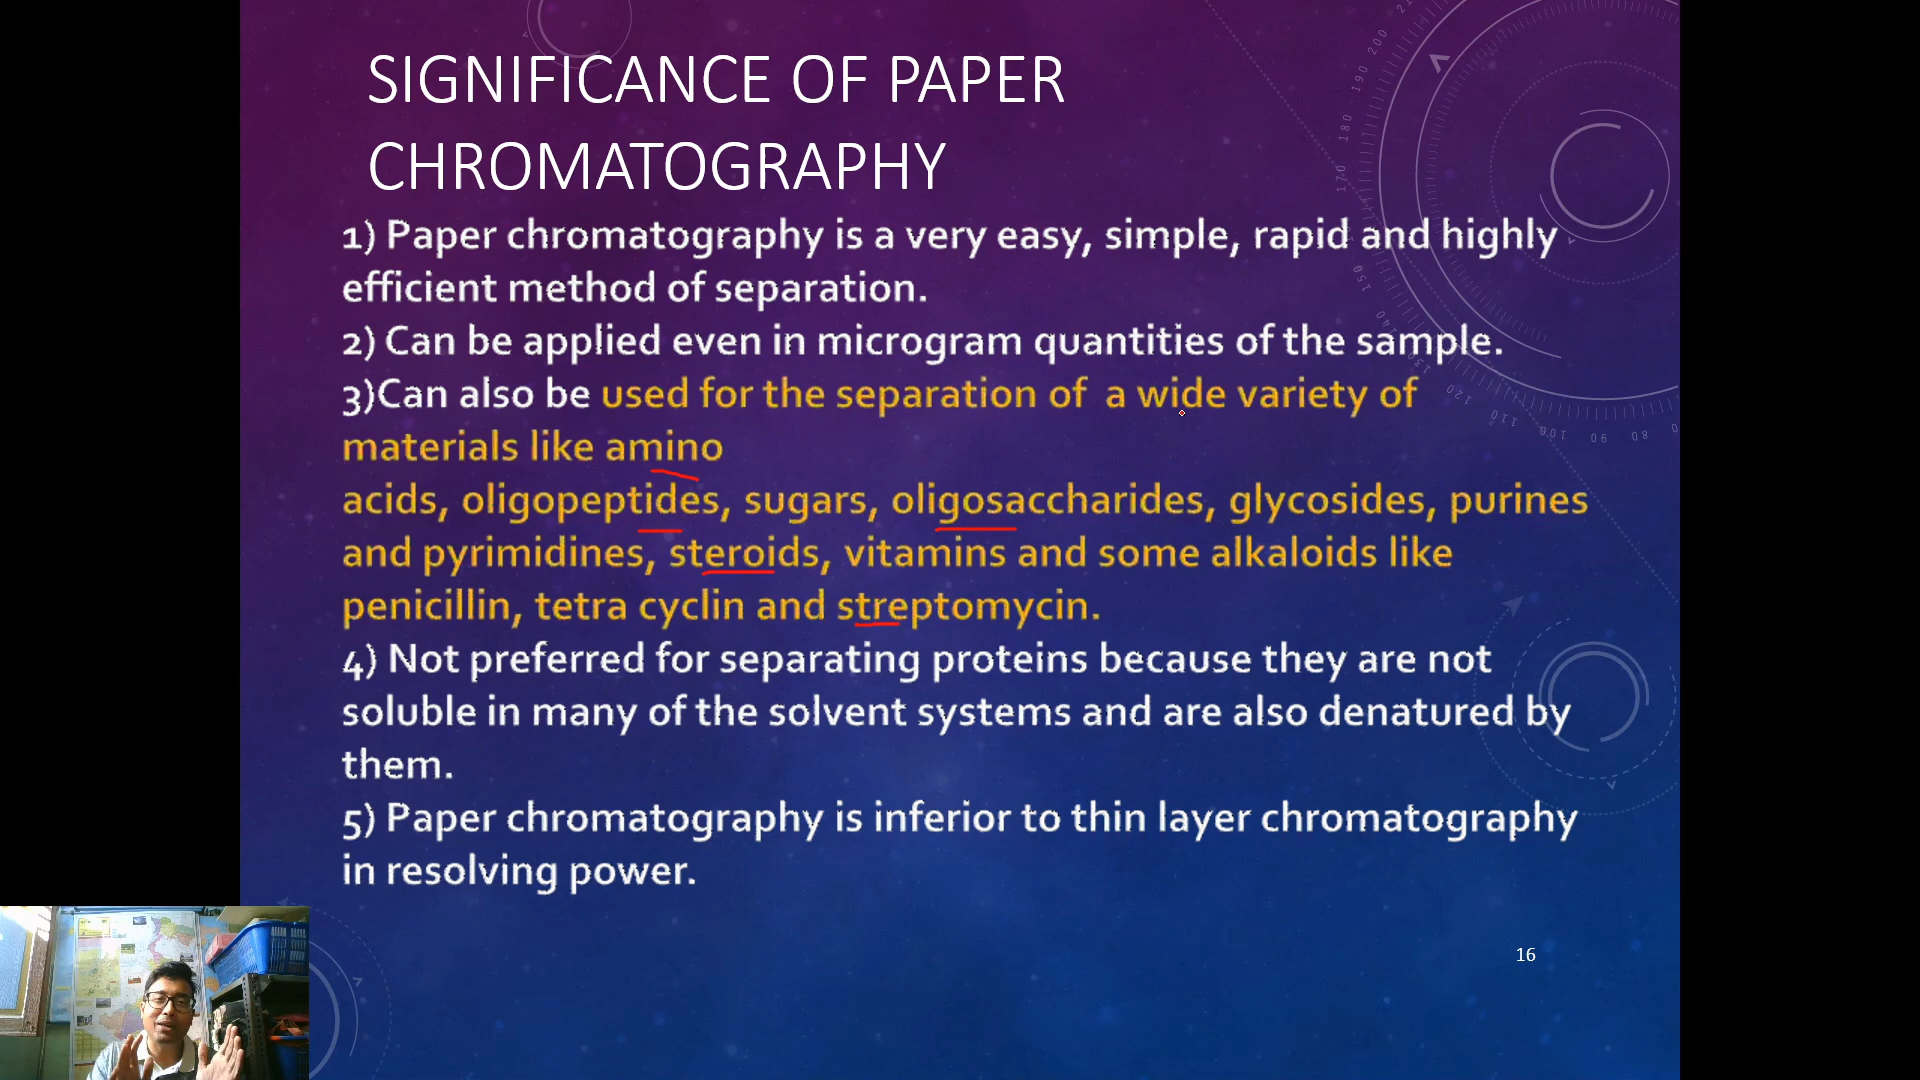 SIGNIFICANCE OF PAPER
CHROMATOGRAPHY
1) Paper chromatography is a very easy, simple, rapid and highly
efficient method of separation.
2) Can be applied even in microgram quantities of the sample.
3)Can also be used for the separation of a wide variety of
materials like amino
acids, oligopeptides, sugars, oligosaccharides, glycosides, purines
and pyrimidines, steroids, vitamins and some alkaloids like
penicillin, tetra cyclin and streptomycin.
4) Not preferred for separating proteins because they are not
soluble in many of the solvent systems and are also denatured by
them.
5) Paper chromatography is inferior to thin layer chromatography
in resolving power.
16